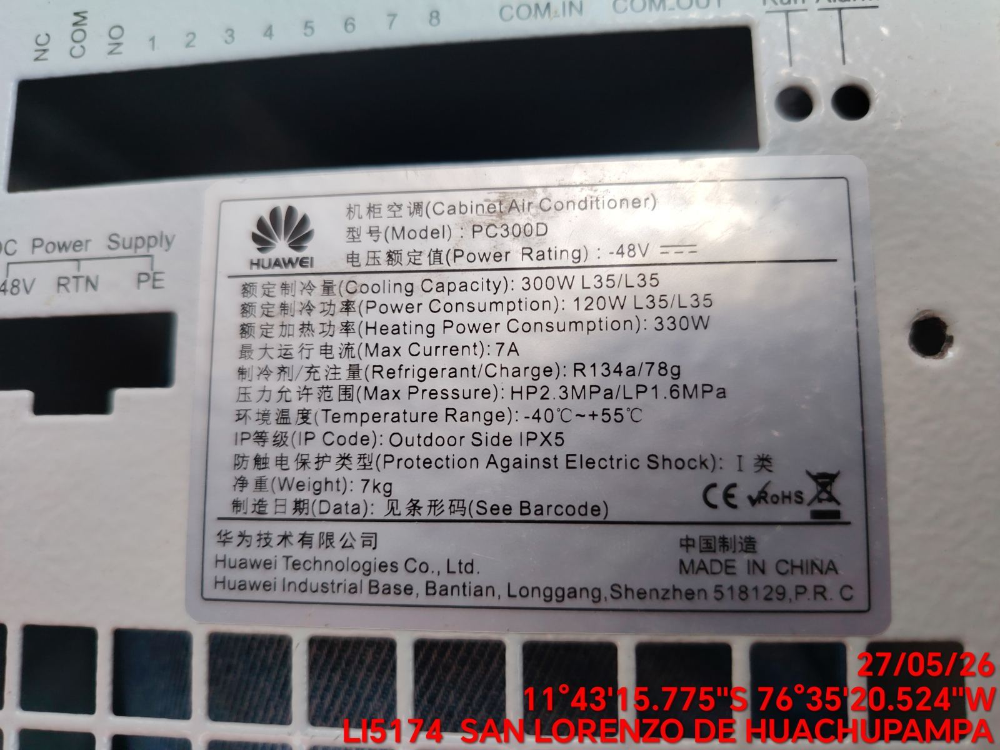 NC COM NO 1 2 3 4 5 6 7 8 COM_IN COM_OUT Run Alarm
DC Power Supply
-48V RTN PE
HUAWEI
机柜空调(Cabinet Air Conditioner)
型号(Model) : PC300D
电压额定值(Power Rating) : -48V
额定制冷量(Cooling Capacity): 300W L35/L35
额定制冷功率(Power Consumption): 120W L35/L35
额定加热功率(Heating Power Consumption): 330W
最大运行电流(Max Current): 7A
制冷剂/充注量(Refrigerant/Charge): R134a/78g
压力允许范围(Max Pressure): HP2.3MPa/LP1.6MPa
环境温度(Temperature Range): -40℃~+55℃
IP等级(IP Code): Outdoor Side IPX5
防触电保护类型(Protection Against Electric Shock): I 类
净重(Weight): 7kg
制造日期(Data): 见条形码(See Barcode)
CE RoHS
华为技术有限公司
中国制造
Huawei Technologies Co., Ltd.
MADE IN CHINA
Huawei Industrial Base, Bantian, Longgang,Shenzhen 518129,P.R. C
27/05/26
11°43'15.775"S 76°35'20.524"W
LI5174 SAN LORENZO DE HUACHUPAMPA